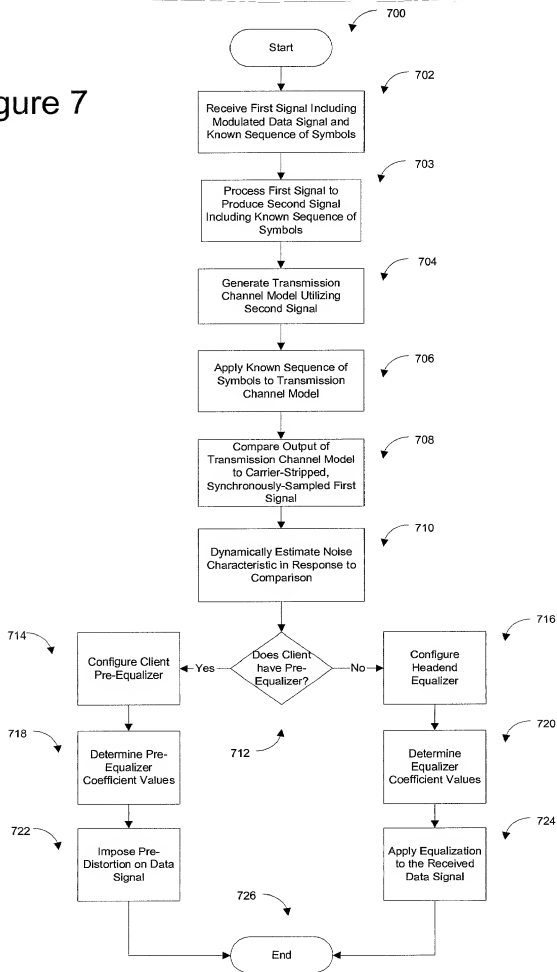 700
Start
gure 7
702
Receive First Signal Including
Modulated Data Signal and
Known Sequence of Symbols
703
Process First Signal to
Produce Second Signal
Including Known Sequence of
Symbols
704
Generate Transmission
Channel Model Utilizing
Second Signal
706
Apply Known Sequence of
Symbols to Transmission
Channel Model
708
Compare Output of
Transmission Channel Model
to Carrier-Stripped,
Synchronously-Sampled First
Signal
710
Dynamically Estimate Noise
Characteristic in Response to
Comparison
714
Configure Client
Pre-Equalizer
Yes
Does Client
have Pre-
Equalizer?
No
712
716
Configure
Headend
Equalizer
718
Determine Pre-
Equalizer
Coefficient Values
720
Determine
Equalizer
Coefficient Values
722
Impose Pre-
Distortion on Data
Signal
724
Apply Equalization
to the Received
Data Signal
726
End